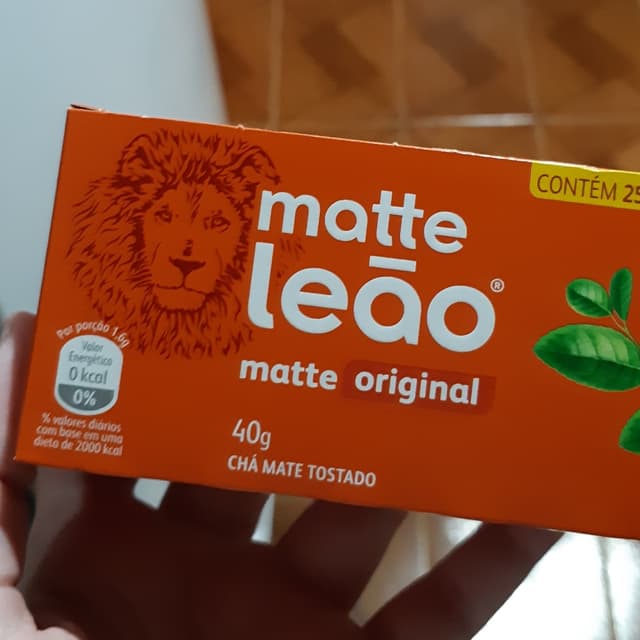 CONTÉM 25
matte
leão®
matte original
Por porção 1,6g
Valor
Energético
0 kcal
0%
% valores diários
com base em uma
dieta de 2000 kcal
40g
CHÁ MATE TOSTADO